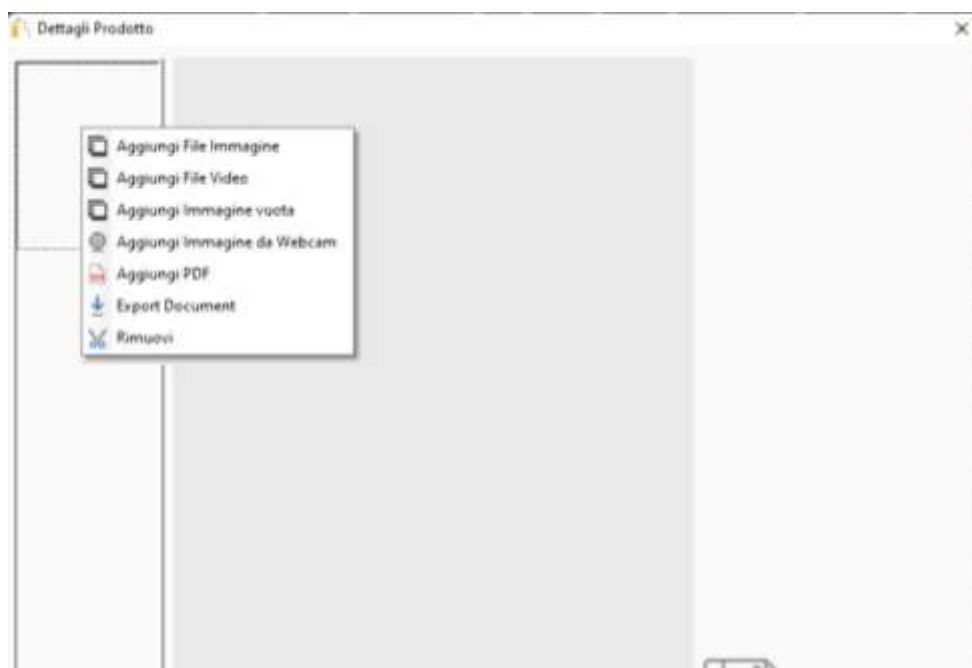 Dettagli Prodotto
Aggiungi File Immagine
Aggiungi File Video
Aggiungi Immagine vuota
Aggiungi Immagine da Webcam
Aggiungi PDF
Export Document
Rimuovi